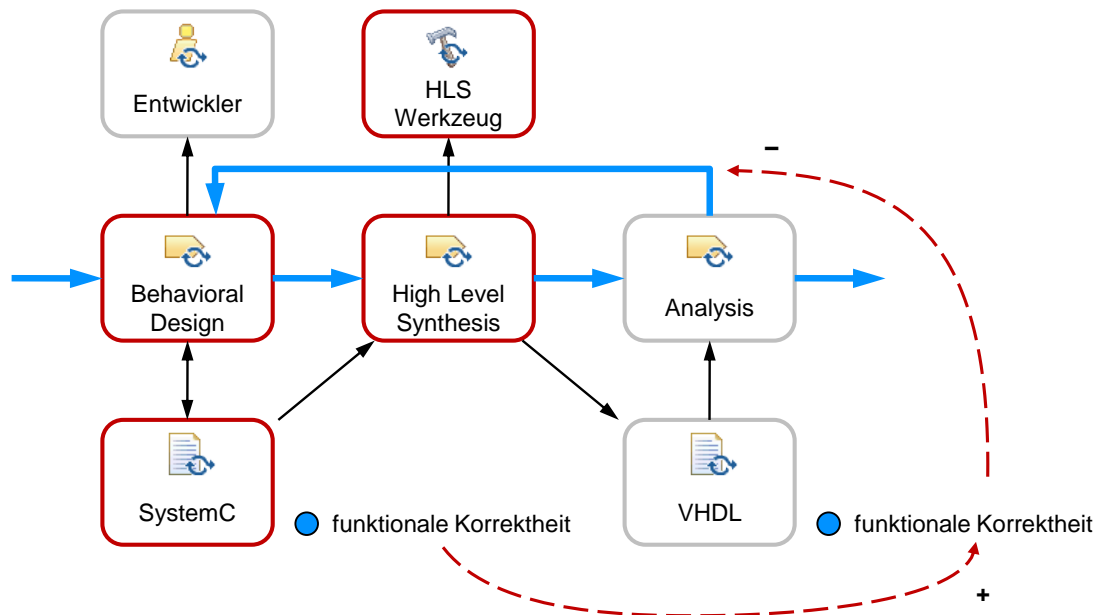 Entwickler
HLS
Werkzeug
–
Behavioral
Design
High Level
Synthesis
Analysis
SystemC
funktionale Korrektheit
VHDL
funktionale Korrektheit
+